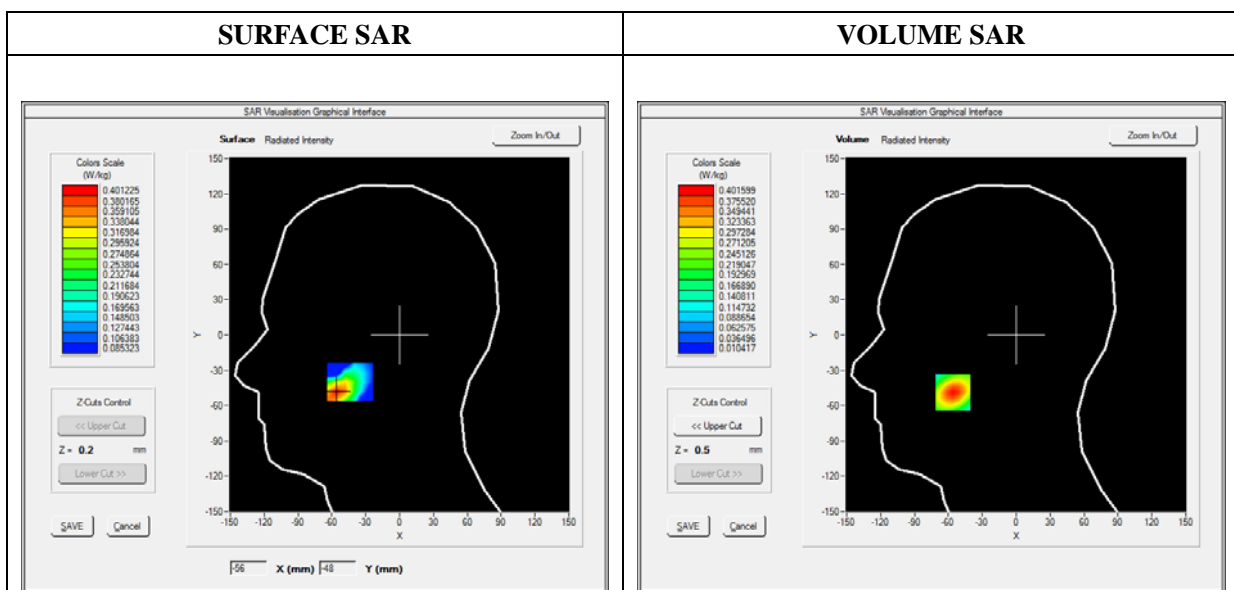 SURFACE SAR
SAR Visualisation Graphical Interface
Surface Radiated Intensity
Zoom In/Out
Colors Scale
(W/kg)
0.401225
0.380165
0.359105
0.338044
0.316984
0.295924
0.274864
0.253804
0.232744
0.211684
0.190623
0.169563
0.148503
0.127443
0.106383
0.085323
Z-Cuts Control
<< Upper Cut
Z = 0.2 mm
Lower Cut >>
SAVE Cancel
150
120
90
60
30
Y 0
-30
-60
-90
-120
-150
-150 -120 -90 -60 -30 0 30 60 90 120 150
X
-56 X (mm) -48 Y (mm)
VOLUME SAR
SAR Visualisation Graphical Interface
Volume Radiated Intensity
Zoom In/Out
Colors Scale
(W/kg)
0.401599
0.375520
0.349441
0.323363
0.297284
0.271205
0.245126
0.219047
0.192969
0.166890
0.140811
0.114732
0.088654
0.062575
0.036496
0.010417
Z-Cuts Control
<< Upper Cut
Z = 0.5 mm
Lower Cut >>
SAVE Cancel
150
120
90
60
30
Y 0
-30
-60
-90
-120
-150
-150 -120 -90 -60 -30 0 30 60 90 120 150
X